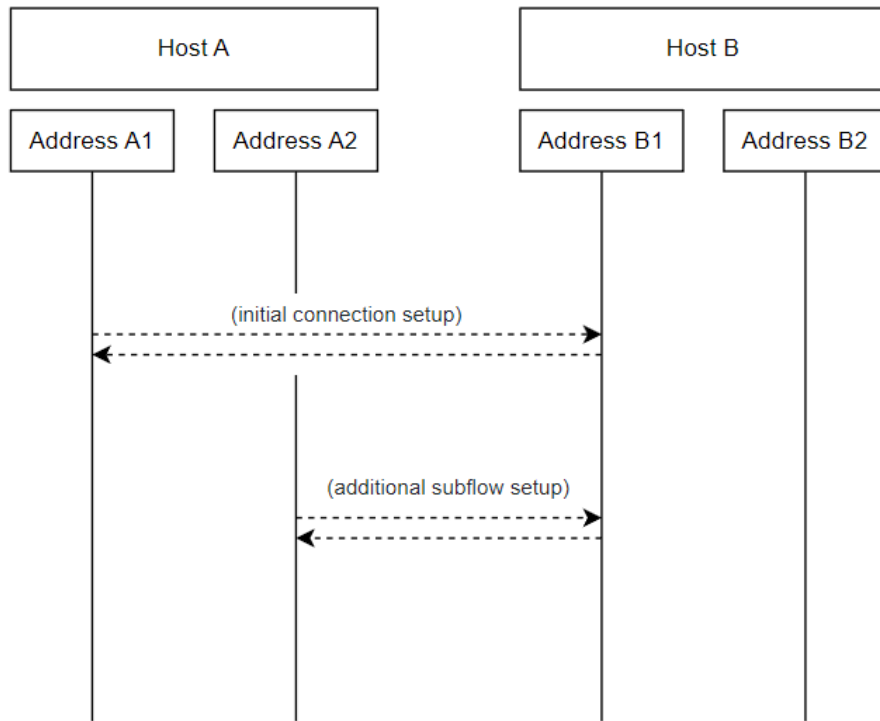 Host A
Host B
Address A1
Address A2
Address B1
Address B2
(initial connection setup)
(additional subflow setup)